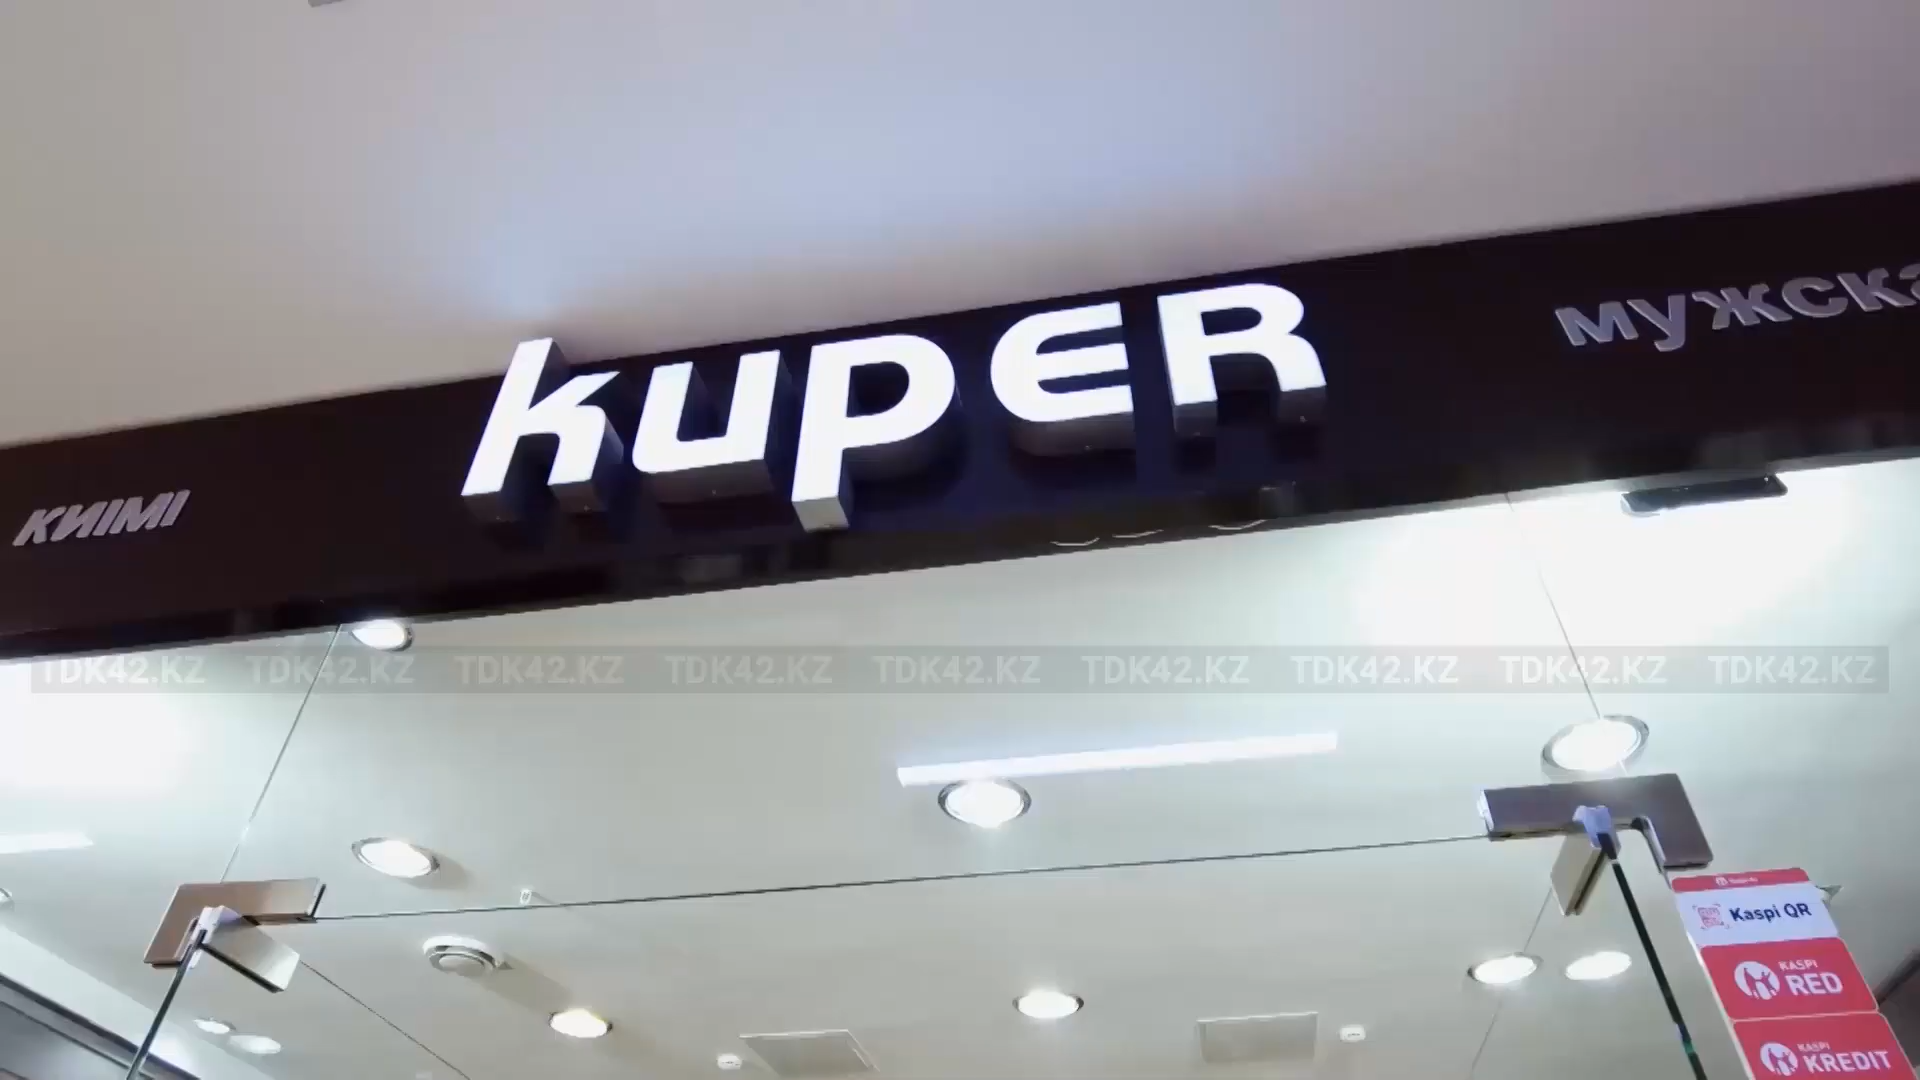 киімі
kupER
мужска
TDK42.KZ TDK42.KZ TDK42.KZ TDK42.KZ TDK42.KZ TDK42.KZ TDK42.KZ TDK42.KZ TDK42.KZ
Kaspi QR
KASPI
RED
KASPI
KREDIT